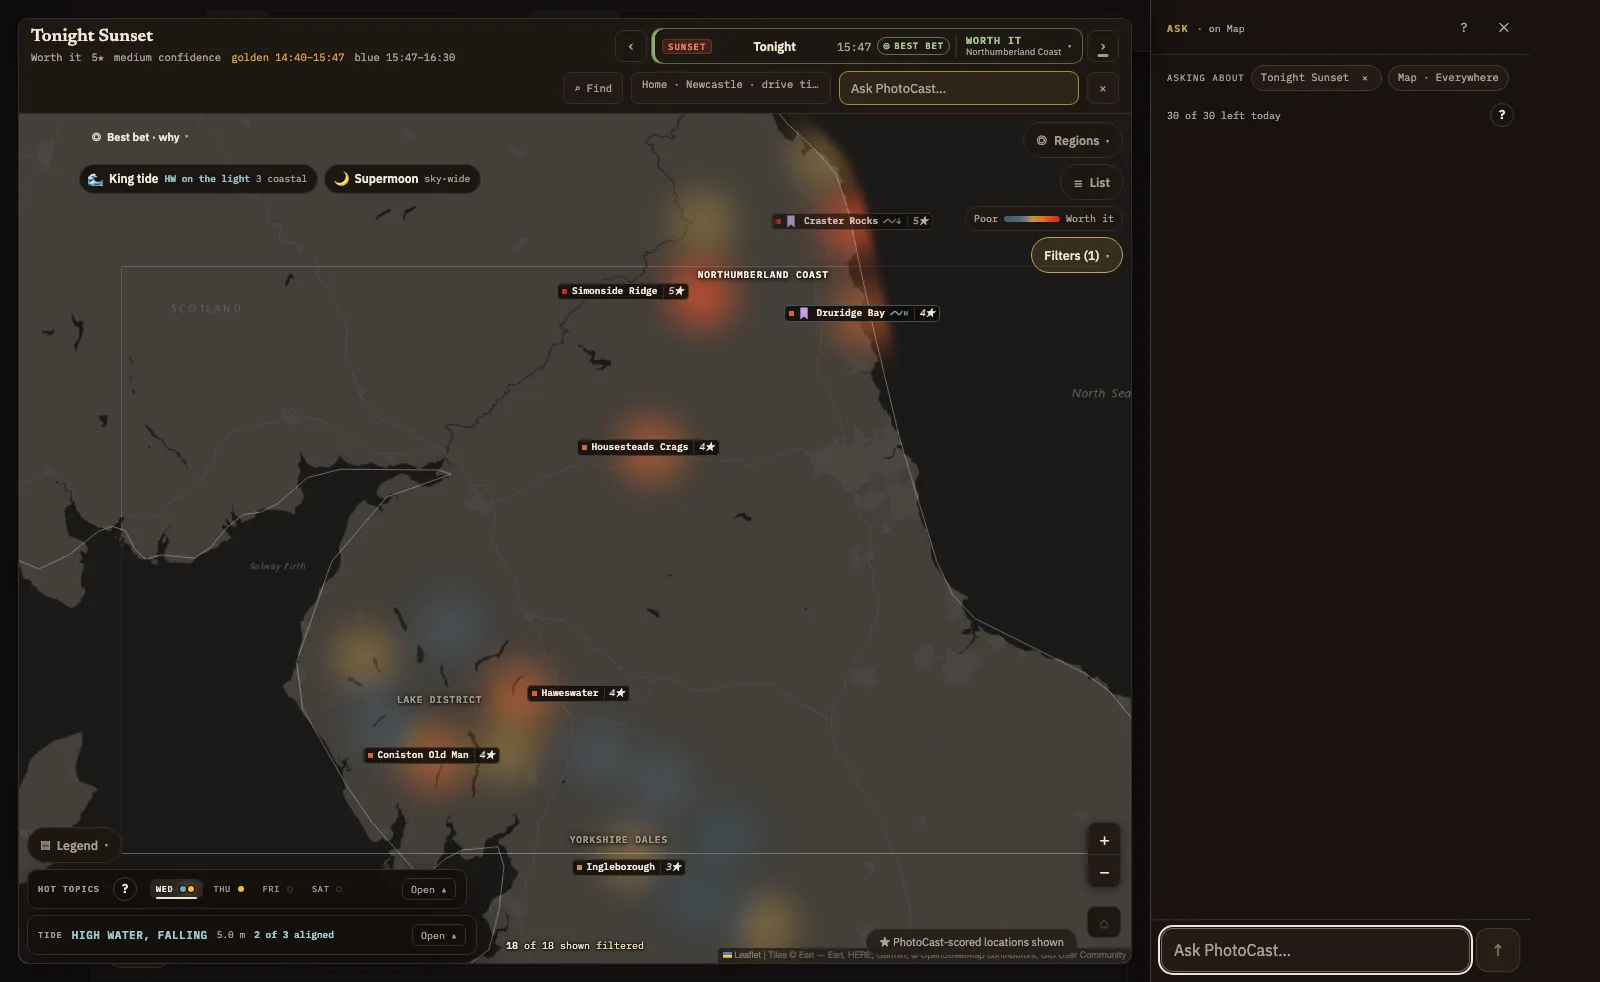 Tonight Sunset
Worth it 5★ medium confidence golden 14:40–15:47 blue 15:47–16:30
‹
SUNSET Tonight 15:47 ◎ BEST BET WORTH IT
Northumberland Coast
›
Find
Home · Newcastle · drive ti…
Ask PhotoCast...
×
ASK · on Map
? ×
ASKING ABOUT Tonight Sunset × Map · Everywhere
30 of 30 left today ?
◎ Best bet · why
King tide HW on the light 3 coastal
Supermoon sky-wide
◎ Regions
≡ List
Poor Worth it
Filters (1)
Craster Rocks 5★
NORTHUMBERLAND COAST
Simonside Ridge 5★
SCOTLAND
Druridge Bay H 4★
North Sea
Housesteads Crags 4★
Solway Firth
Haweswater 4★
LAKE DISTRICT
Coniston Old Man 4★
YORKSHIRE DALES
Ingleborough 3★
+
−
Legend
HOT TOPICS ? WED THU FRI SAT Open
TIDE HIGH WATER, FALLING 5.0 m 2 of 3 aligned Open
18 of 18 shown filtered
★ PhotoCast-scored locations shown
Leaflet | Tiles © Esri — Esri, HERE, Garmin, © OpenStreetMap contributors, GIS User Community
Ask PhotoCast...
↑